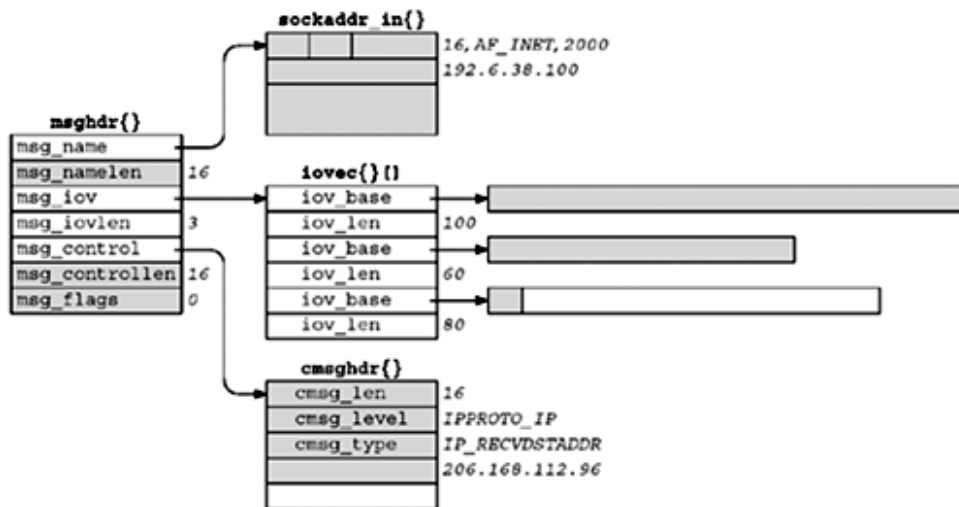 sockaddr_in{}
16,AF_INET,2000
192.6.38.100
msghdr{}
msg_name
msg_namelen 16
msg_iov
msg_iovlen 3
msg_control
msg_controllen 16
msg_flags 0
iovec{}[]
iov_base
iov_len 100
iov_base
iov_len 60
iov_base
iov_len 80
cmsghdr{}
cmsg_len 16
cmsg_level IPPROTO_IP
cmsg_type IP_RECVDSTADDR
206.168.112.96